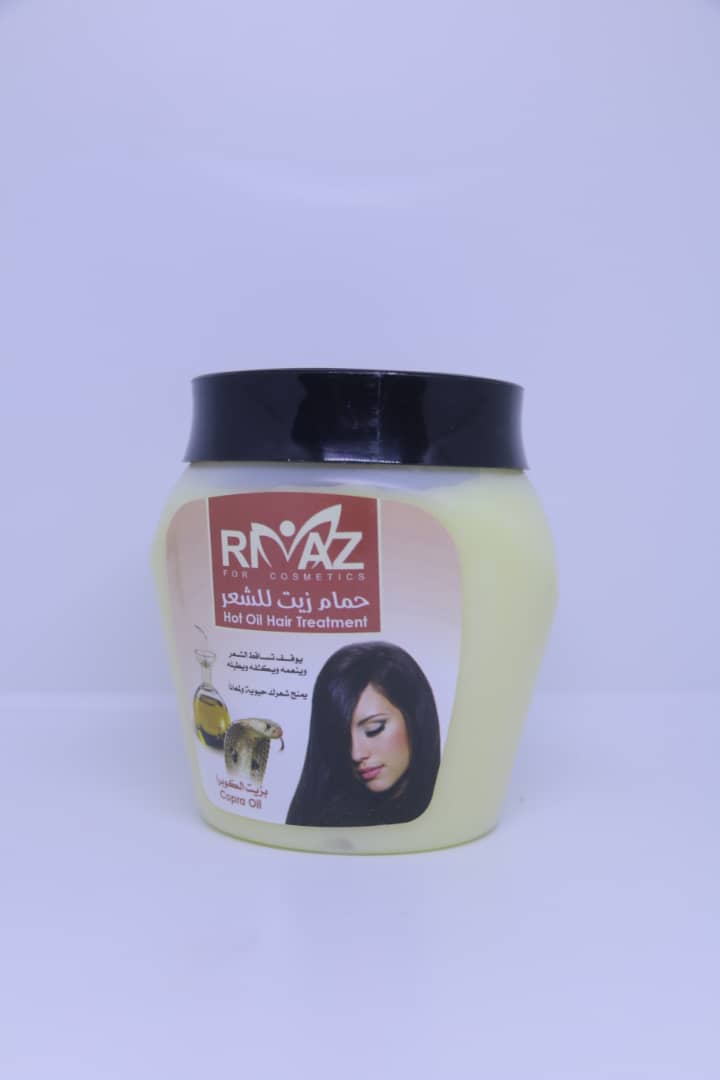 RIVAZ
FOR COSMETICS
حمام زيت للشعر
Hot Oil Hair Treatment
يوقف تساقط الشعر
وينعمه ويكثفه ويطيله
يمنح شعرك حيوية ولمعانا
بزيت الكوبرا
Copra Oil